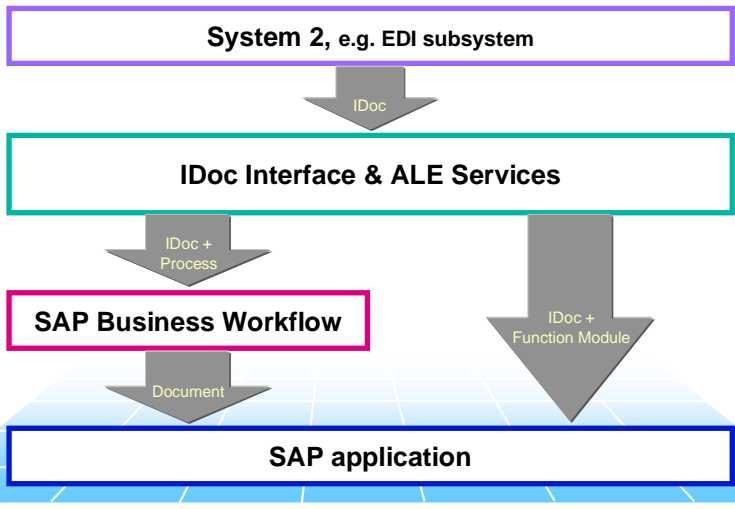 System 2, e.g. EDI subsystem
IDoc
IDoc Interface & ALE Services
IDoc +
Process
SAP Business Workflow
IDoc +
Function Module
Document
SAP application